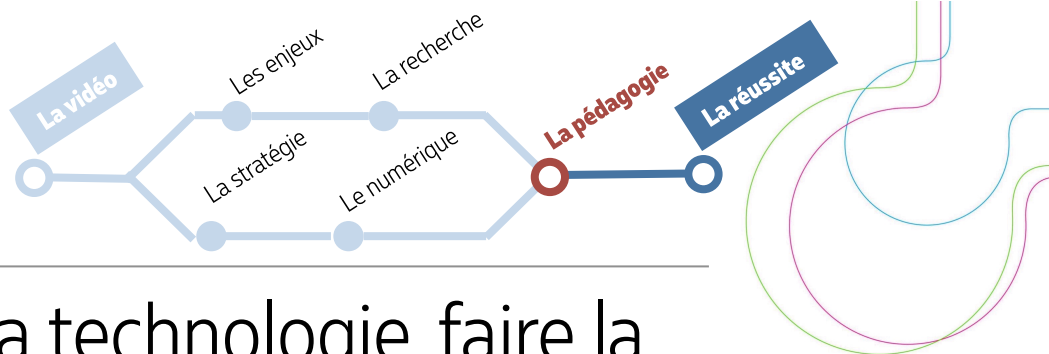 La vidéo
Les enjeux
La recherche
La stratégie
Le numérique
La pédagogie
La réussite
a technologie faire la